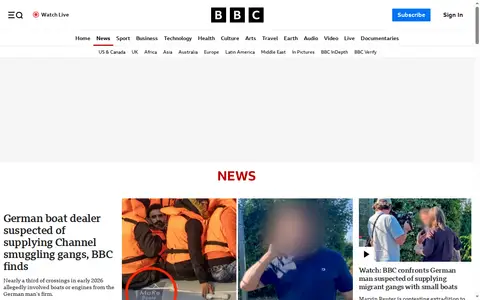 Watch Live
BBC
Subscribe
Sign In
Home News Sport Business Technology Health Culture Arts Travel Earth Audio Video Live Documentaries
US & Canada UK Africa Asia Australia Europe Latin America Middle East In Pictures BBC InDepth BBC Verify
NEWS
German boat dealer
suspected of
supplying Channel
smuggling gangs, BBC
finds
Nearly a third of crossings in early 2026
allegedly involved boats or engines from the
German man's firm.
Watch: BBC confronts German
man suspected of supplying
migrant gangs with small boats